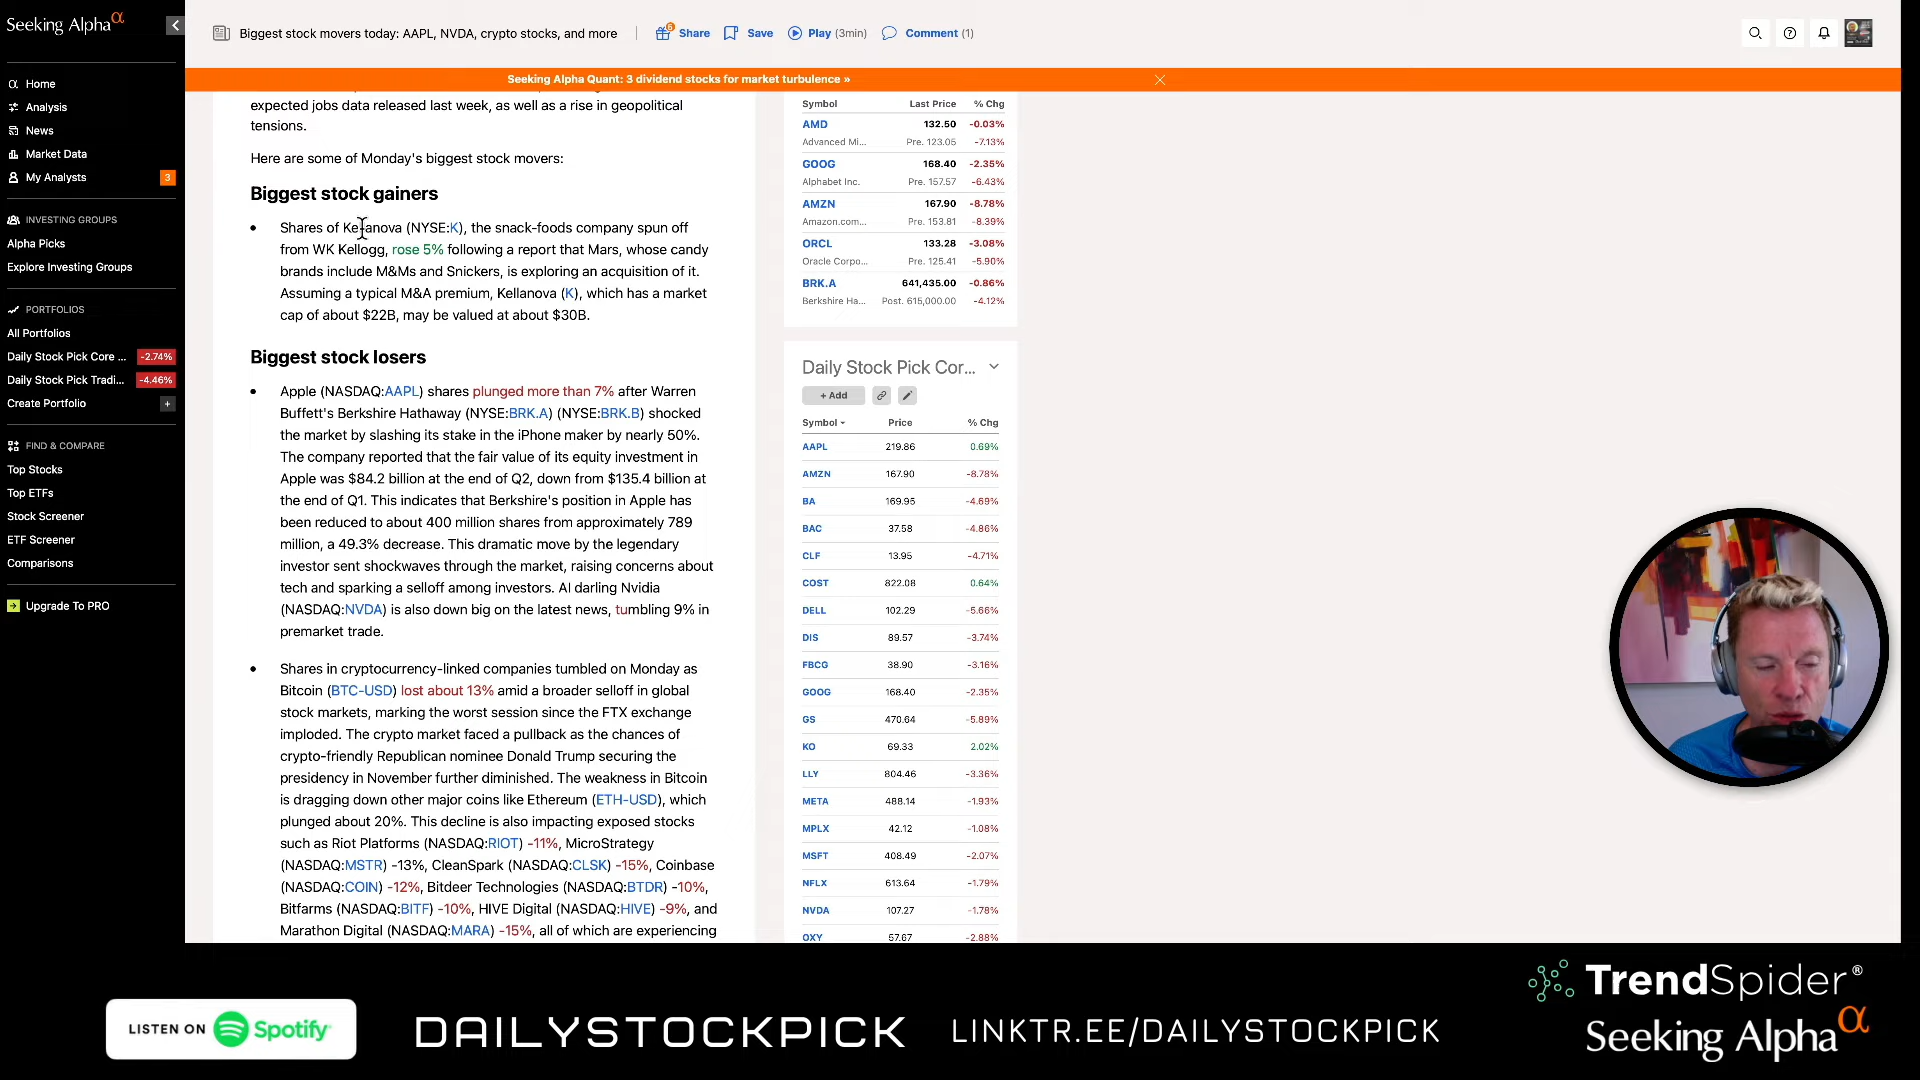 Seeking Alpha α
Home
Analysis
News
Market Data
My Analysts 3
INVESTING GROUPS
Alpha Picks
Explore Investing Groups
PORTFOLIOS
All Portfolios
Daily Stock Pick Core ... -2.74%
Daily Stock Pick Tradi... -4.46%
Create Portfolio +
FIND & COMPARE
Top Stocks
Top ETFs
Stock Screener
ETF Screener
Comparisons
Upgrade To PRO
Biggest stock movers today: AAPL, NVDA, crypto stocks, and more
Share Save Play (3min) Comment (1)
Seeking Alpha Quant: 3 dividend stocks for market turbulence »
expected jobs data released last week, as well as a rise in geopolitical
tensions.
Here are some of Monday's biggest stock movers:
Biggest stock gainers
Shares of Kellanova (NYSE:K), the snack-foods company spun off
from WK Kellogg, rose 5% following a report that Mars, whose candy
brands include M&Ms and Snickers, is exploring an acquisition of it.
Assuming a typical M&A premium, Kellanova (K), which has a market
cap of about $22B, may be valued at about $30B.
Biggest stock losers
Apple (NASDAQ:AAPL) shares plunged more than 7% after Warren
Buffett's Berkshire Hathaway (NYSE:BRK.A) (NYSE:BRK.B) shocked
the market by slashing its stake in the iPhone maker by nearly 50%.
The company reported that the fair value of its equity investment in
Apple was $84.2 billion at the end of Q2, down from $135.4 billion at
the end of Q1. This indicates that Berkshire's position in Apple has
been reduced to about 400 million shares from approximately 789
million, a 49.3% decrease. This dramatic move by the legendary
investor sent shockwaves through the market, raising concerns about
tech and sparking a selloff among investors. AI darling Nvidia
(NASDAQ:NVDA) is also down big on the latest news, tumbling 9% in
premarket trade.
Shares in cryptocurrency-linked companies tumbled on Monday as
Bitcoin (BTC-USD) lost about 13% amid a broader selloff in global
stock markets, marking the worst session since the FTX exchange
imploded. The crypto market faced a pullback as the chances of
crypto-friendly Republican nominee Donald Trump securing the
presidency in November further diminished. The weakness in Bitcoin
is dragging down other major coins like Ethereum (ETH-USD), which
plunged about 20%. This decline is also impacting exposed stocks
such as Riot Platforms (NASDAQ:RIOT) -11%, MicroStrategy
(NASDAQ:MSTR) -13%, CleanSpark (NASDAQ:CLSK) -15%, Coinbase
(NASDAQ:COIN) -12%, Bitdeer Technologies (NASDAQ:BTDR) -10%,
Bitfarms (NASDAQ:BITF) -10%, HIVE Digital (NASDAQ:HIVE) -9%, and
Marathon Digital (NASDAQ:MARA) -15%, all of which are experiencing
Symbol Last Price % Chg
AMD 132.50 -0.03%
Advanced Mi... Pre. 123.05 -7.13%
GOOG 168.40 -2.35%
Alphabet Inc. Pre. 157.57 -6.43%
AMZN 167.90 -8.78%
Amazon.com... Pre. 153.81 -8.39%
ORCL 133.28 -3.08%
Oracle Corpo... Pre. 125.41 -5.90%
BRK.A 641,435.00 -0.86%
Berkshire Ha... Post. 615,000.00 -4.12%
Daily Stock Pick Cor...
+ Add
Symbol Price % Chg
AAPL 219.86 0.69%
AMZN 167.90 -8.78%
BA 169.95 -4.69%
BAC 37.58 -4.86%
CLF 13.95 -4.71%
COST 822.08 0.64%
DELL 102.29 -5.66%
DIS 89.57 -3.74%
FBCG 38.90 -3.16%
GOOG 168.40 -2.35%
GS 470.64 -5.89%
KO 69.33 2.02%
LLY 804.46 -3.36%
META 488.14 -1.93%
MPLX 42.12 -1.08%
MSFT 408.49 -2.07%
NFLX 613.64 -1.79%
NVDA 107.27 -1.78%
OXY 57.67 -2.88%
LISTEN ON Spotify
DAILYSTOCKPICK
LINKTR.EE/DAILYSTOCKPICK
TrendSpider®
Seeking Alpha α